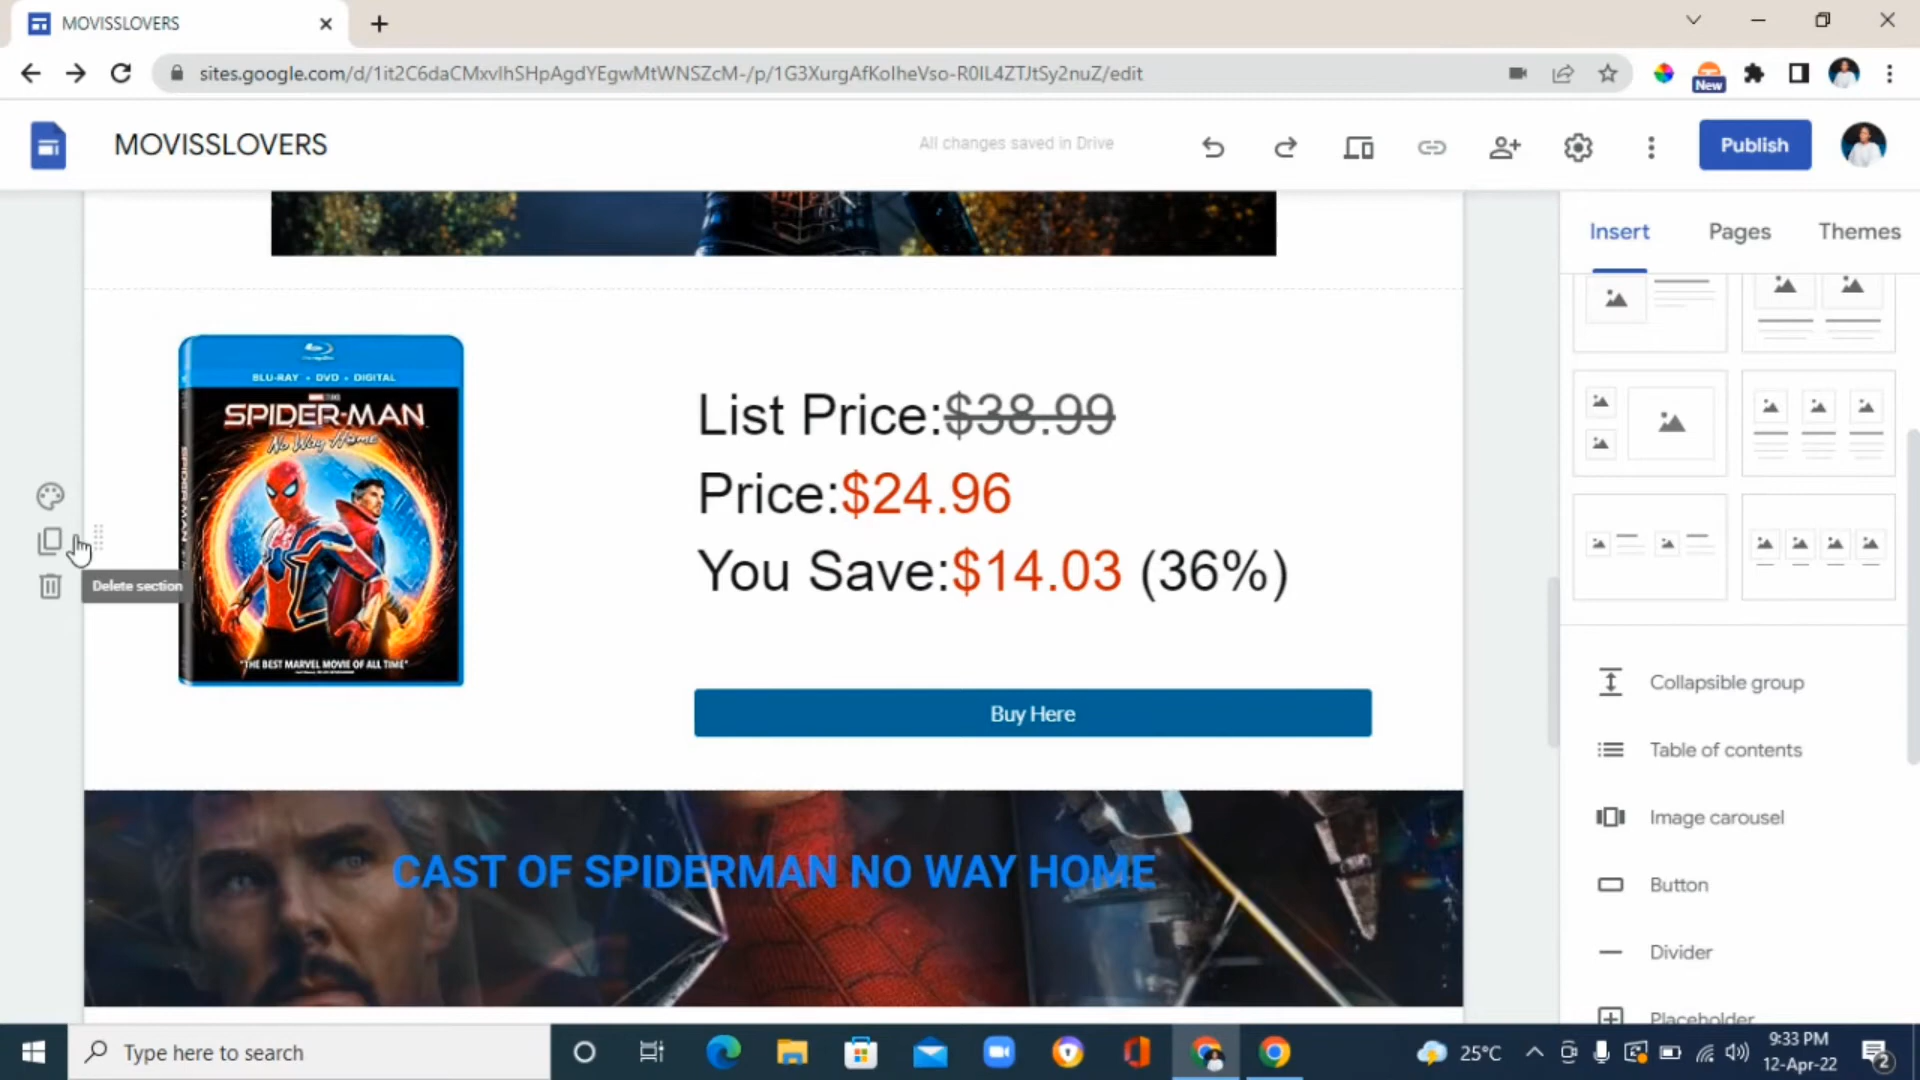 MOVISSLOVERS
sites.google.com/d/1it2C6daCMxvIhSHpAgdYEgwMtWNSZcM-/p/1G3XurgAfKolheVso-R0IL4ZTJtSy2nuZ/edit
New
MOVISSLOVERS
All changes saved in Drive
Publish
Insert
Pages
Themes
BLU-RAY + DVD + DIGITAL
SPIDER-MAN
No Way Home
SPIDER-MAN
"THE BEST MARVEL MOVIE OF ALL TIME"
List Price:$38.99
Price:$24.96
You Save:$14.03 (36%)
Delete section
Buy Here
CAST OF SPIDERMAN NO WAY HOME
Collapsible group
Table of contents
Image carousel
Button
Divider
Placeholder
Type here to search
25°C
9:33 PM
12-Apr-22
2